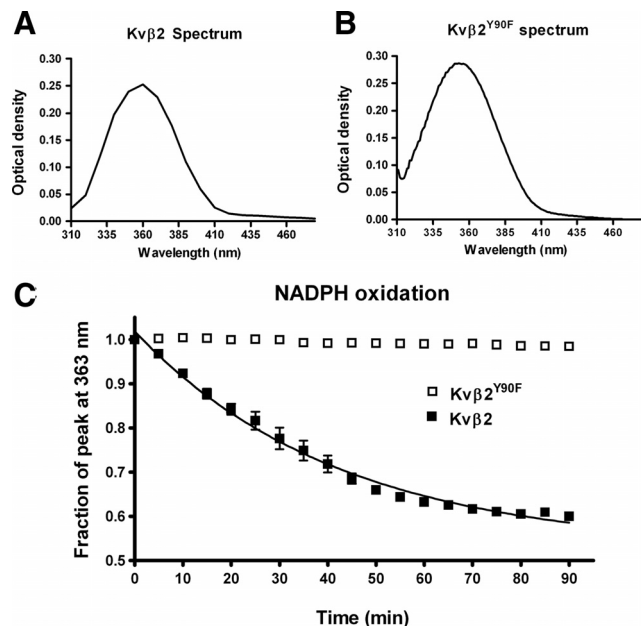 A
Kvβ2 Spectrum
Optical density
0.30
0.25
0.20
0.15
0.10
0.05
0.00
310 335 360 385 410 435 460
Wavelength (nm)
B
Kvβ2Y90F spectrum
Optical density
0.30
0.25
0.20
0.15
0.10
0.05
0.00
310 335 360 385 410 435 460
Wavelength (nm)
C
NADPH oxidation
Fraction of peak at 363 nm
1.0
0.9
0.8
0.7
0.6
0.5
Kvβ2Y90F
Kvβ2
0 10 20 30 40 50 60 70 80 90
Time (min)